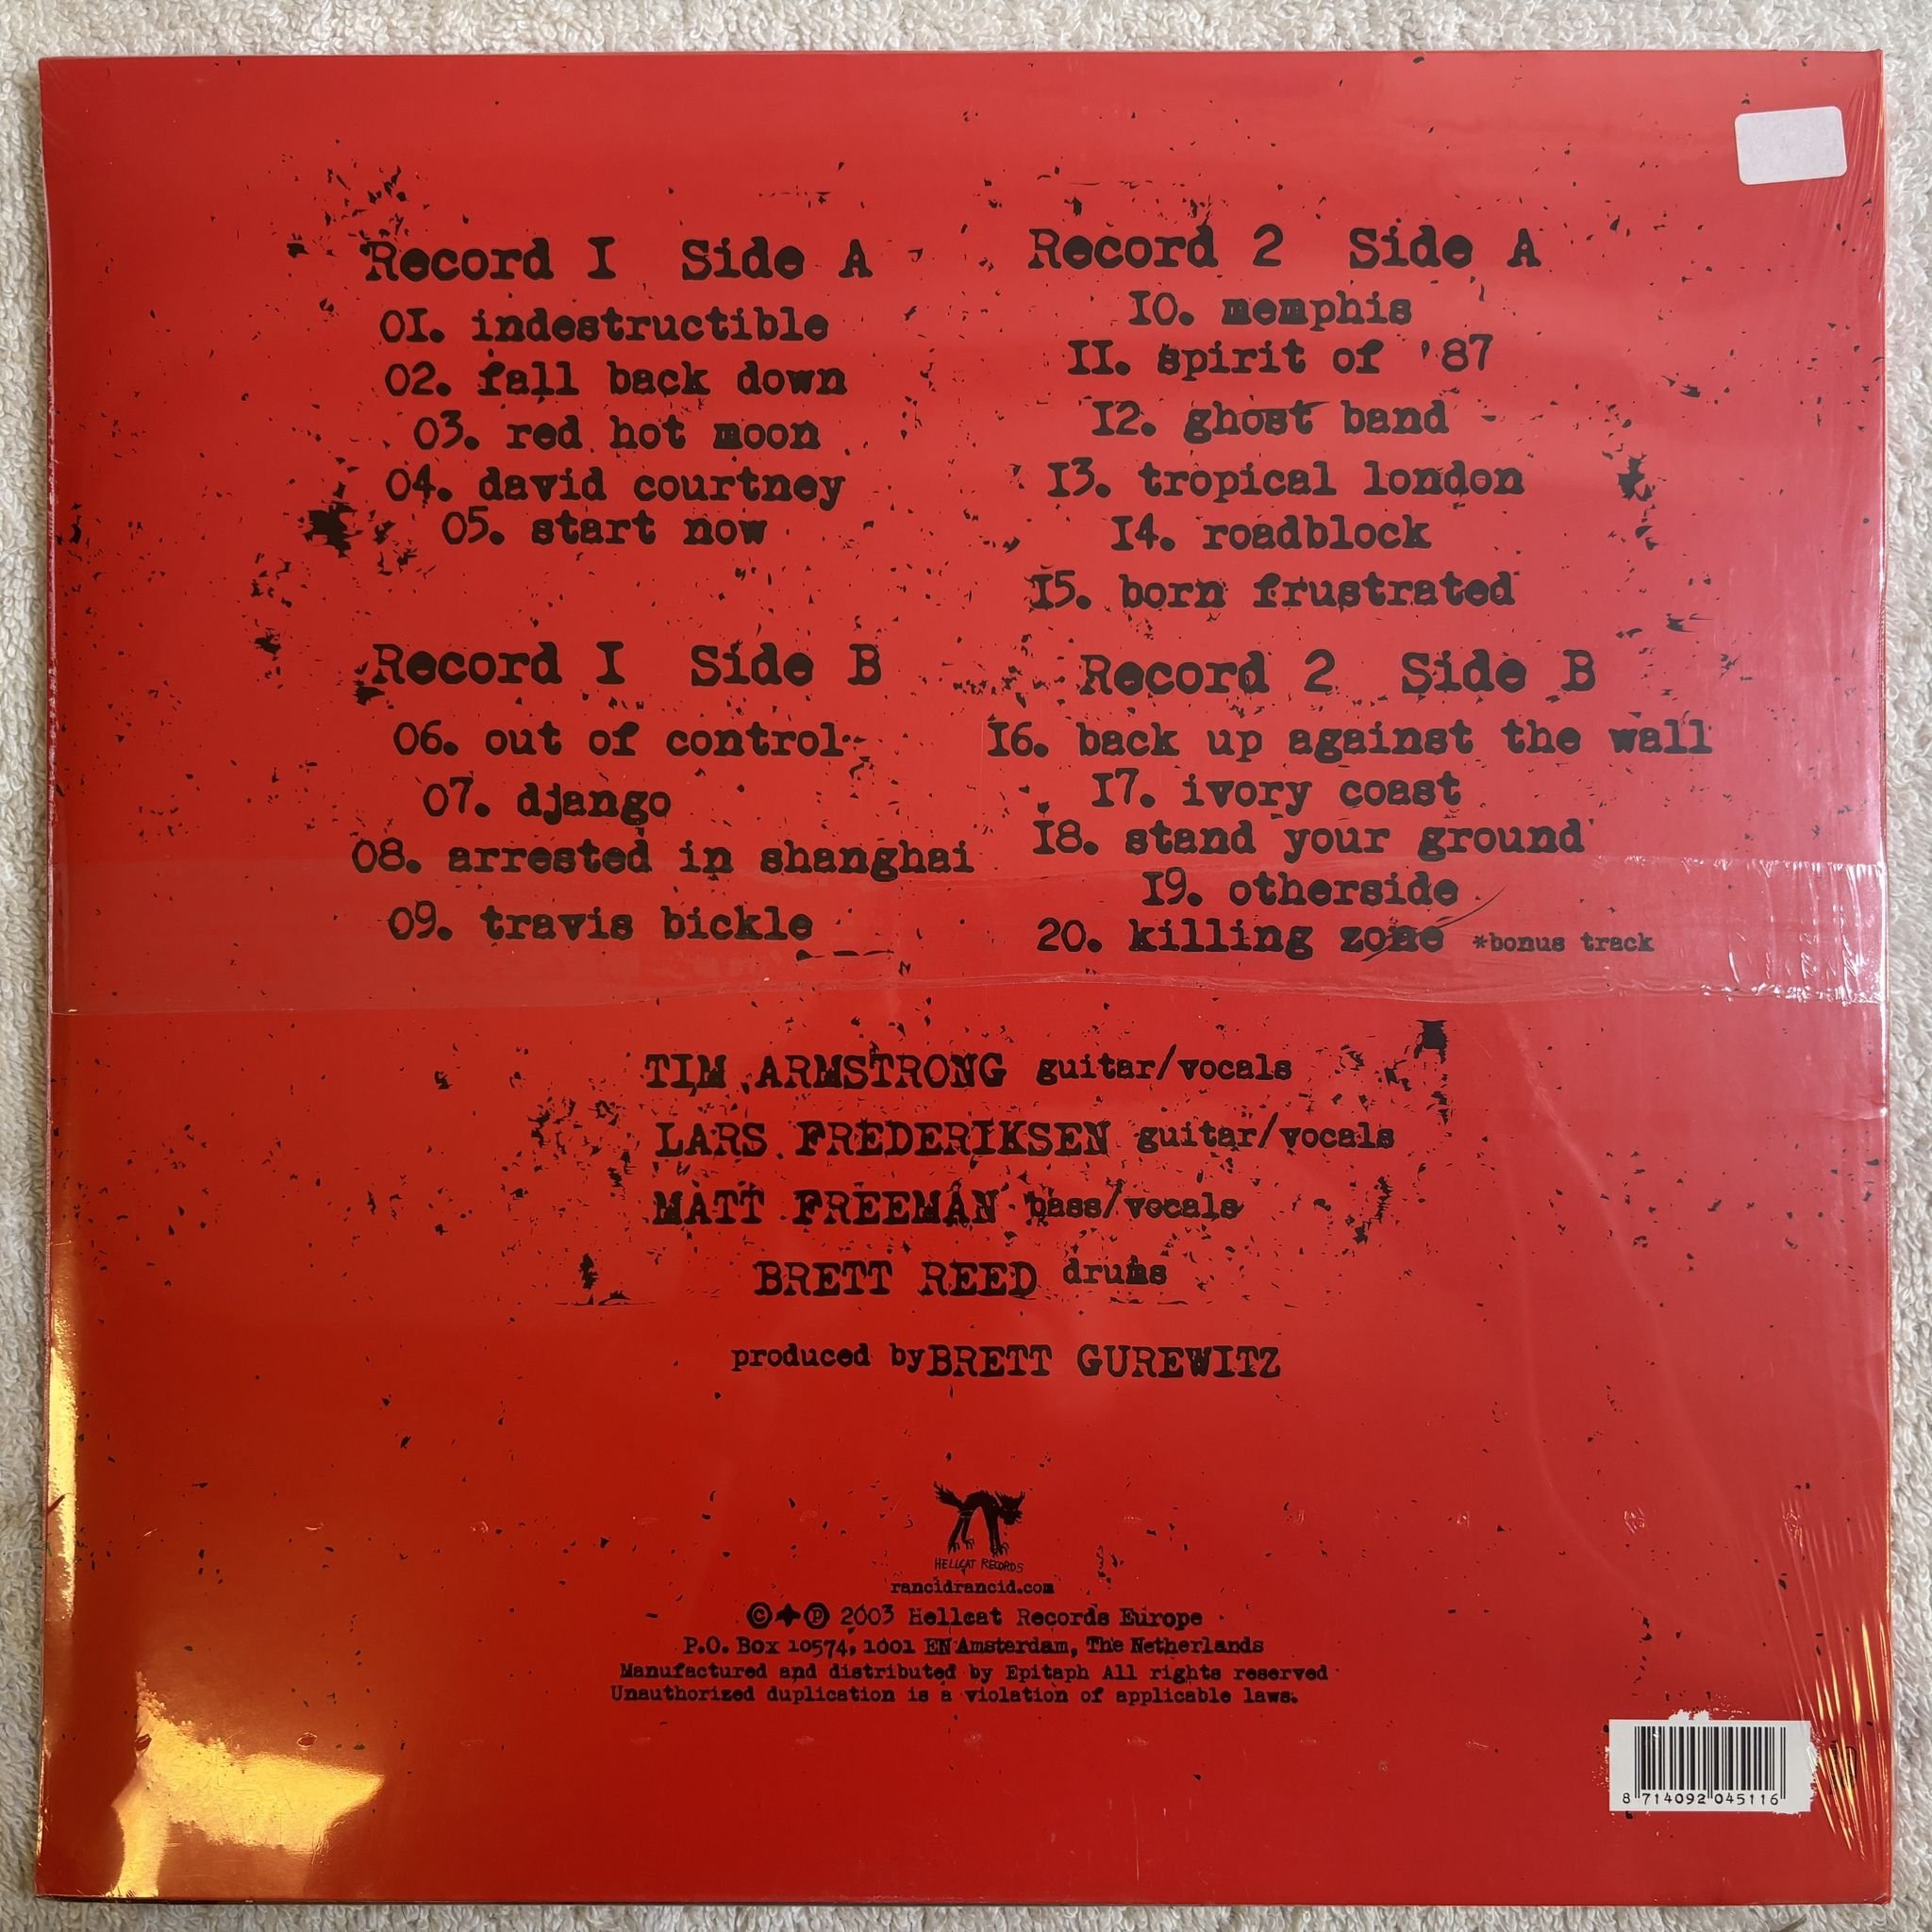 Record 1 Side A
01. indestructible
02. fall back down
03. red hot moon
04. david courtney
05. start now
Record 1 Side B
06. out of control
07. django
08. arrested in shanghai
09. travis bickle
Record 2 Side A
10. memphis
11. spirit of '87
12. ghost band
13. tropical london
14. roadblock
15. born frustrated
Record 2 Side B
16. back up against the wall
17. ivory coast
18. stand your ground
19. otherside
20. killing zone *bonus track
TIM ARMSTRONG guitar/vocals
LARS FREDERIKSEN guitar/vocals
MATT FREEMAN bass/vocals
BRETT REED drums
produced by BRETT GUREWITZ
HELLCAT RECORDS
rancidrancid.com
© ℗ 2003 Hellcat Records Europe
P.O. Box 10574, 1001 EN Amsterdam, The Netherlands
Manufactured and distributed by Epitaph All rights reserved
Unauthorized duplication is a violation of applicable laws.
8 714092 045116